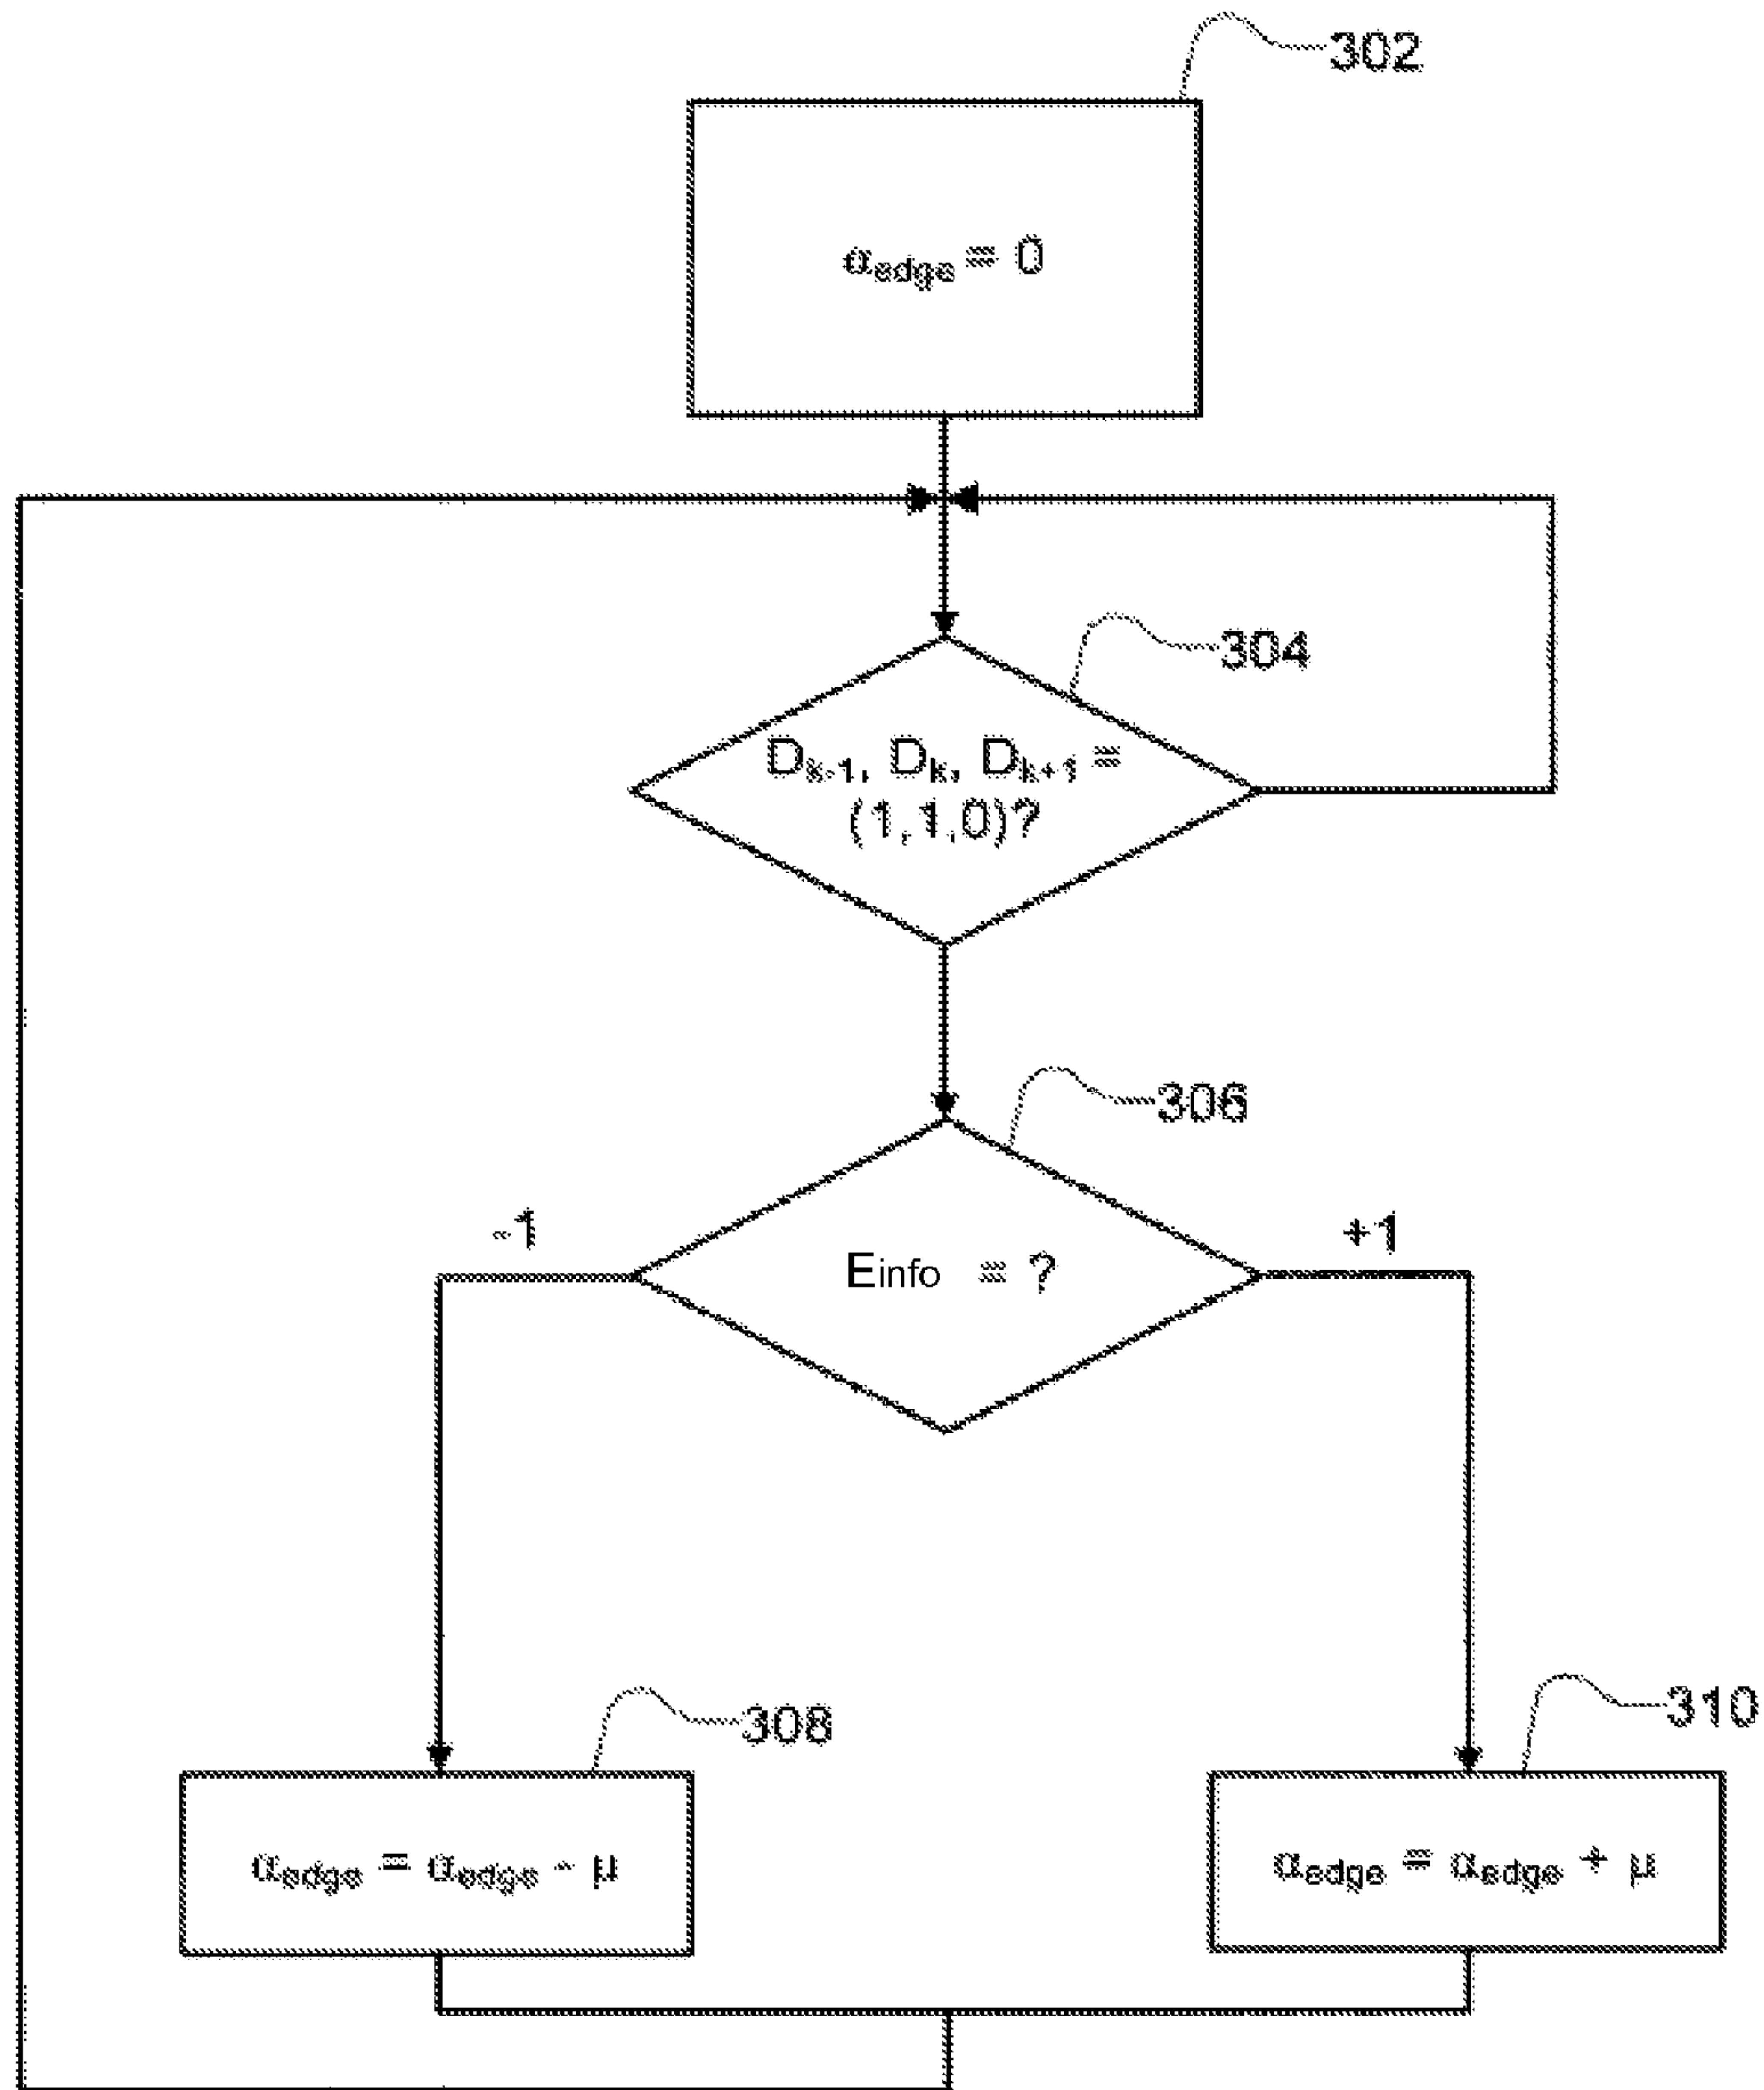 302
α_edge = 0
304
D_k-1, D_k, D_k+1 =
(1,1,0)?
306
-1
+1
Einfo = ?
308
310
α_edge = α_edge - μ
α_edge = α_edge + μ